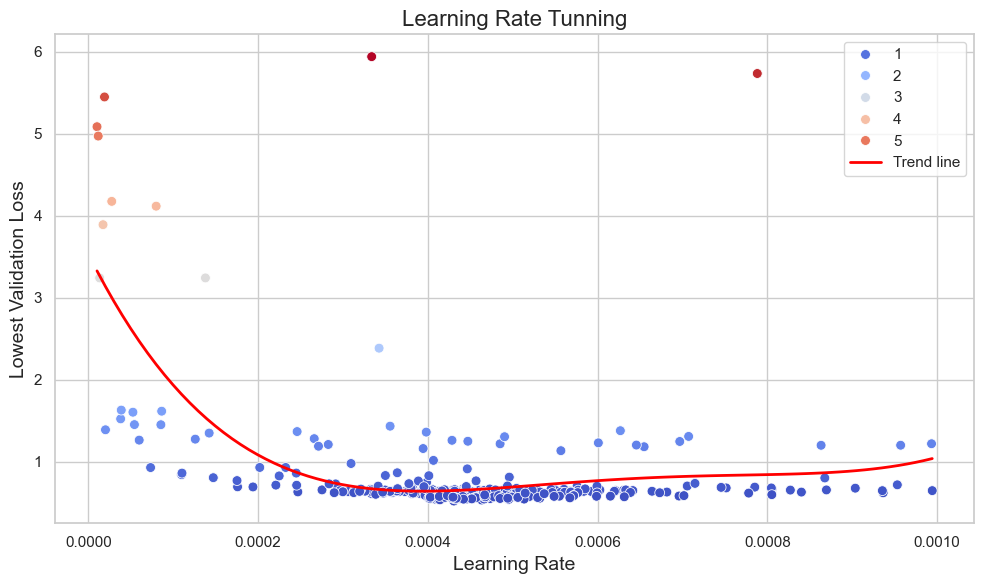 Learning Rate Tunning
6
5
4
3
2
1
Lowest Validation Loss
1
2
3
4
5
Trend line
0.0000 0.0002 0.0004 0.0006 0.0008 0.0010
Learning Rate